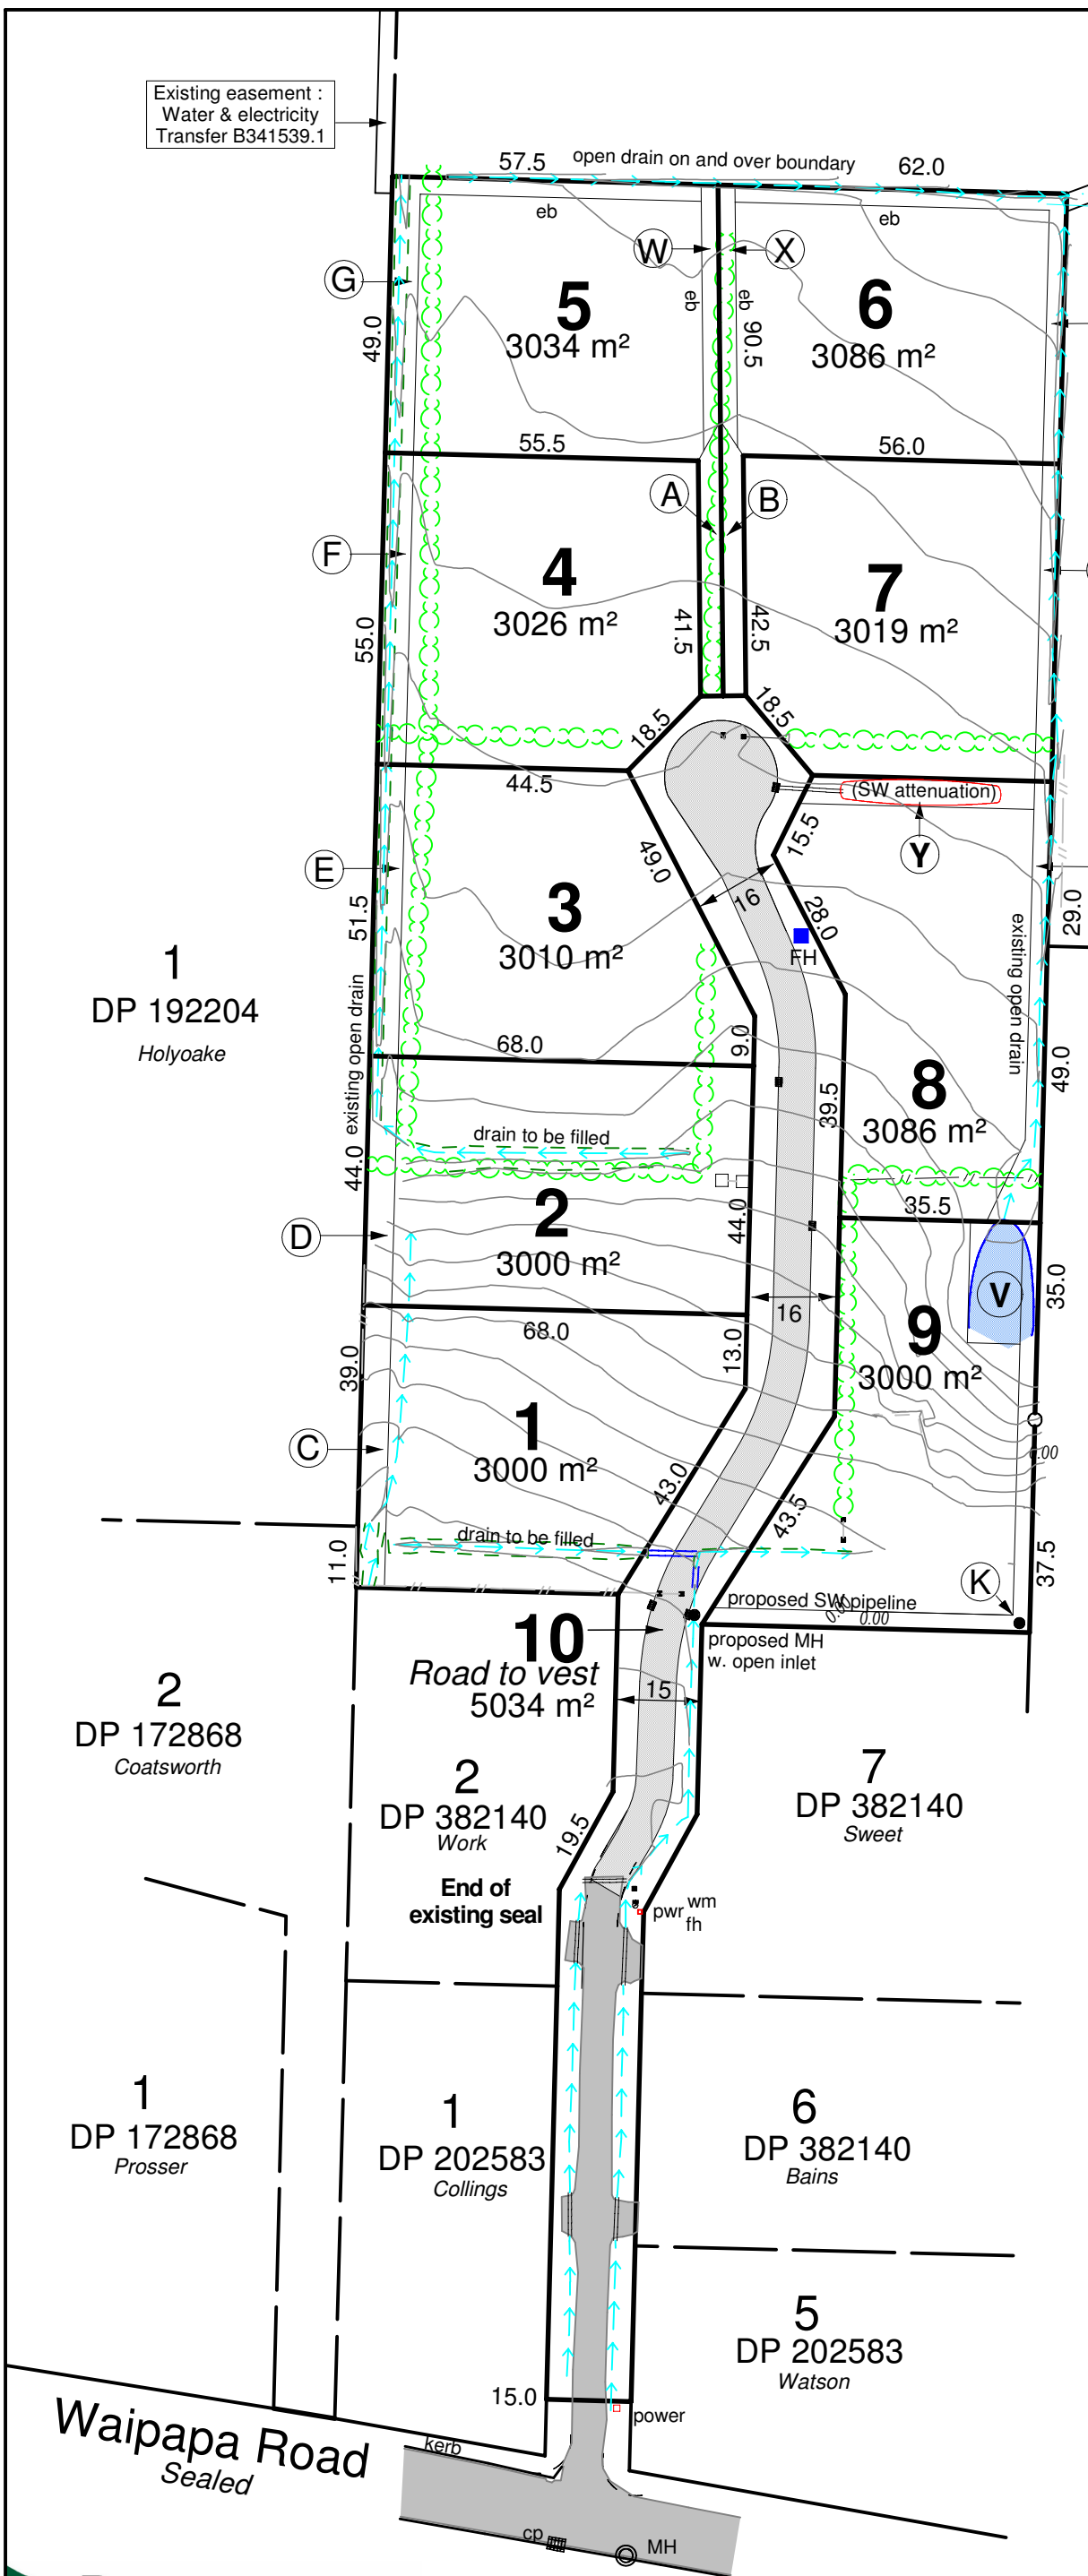 Existing easement :
Water & electricity
Transfer B341539.1
57.5
open drain on and over boundary
62.0
eb
eb
W
X
G
eb
eb
5
3034 m²
6
3086 m²
49.0
90.5
55.5
56.0
A
B
F
4
3026 m²
7
3019 m²
55.0
41.5
42.5
18.5
18.5
44.5
(SW attenuation)
15.5
Y
E
49.0
16
28.0
51.5
3
3010 m²
FH
29.0
1
DP 192204
Holyoake
existing open drain
existing open drain
68.0
9.0
39.5
49.0
8
3086 m²
drain to be filled
44.0
44.0
35.5
D
2
3000 m²
V
35.0
16
68.0
13.0
9
3000 m²
39.0
C
1
3000 m²
0.00
43.0
43.5
drain to be filled
11.0
37.5
K
proposed SW pipeline
0.00
0.00
10
Road to vest
5034 m²
proposed MH
w. open inlet
15
2
DP 172868
Coatsworth
2
DP 382140
Work
7
DP 382140
Sweet
19.5
End of
existing seal
pwr
wm
fh
1
DP 172868
Prosser
1
DP 202583
Collings
6
DP 382140
Bains
5
DP 202583
Watson
15.0
power
Waipapa Road
Sealed
kerb
cp
MH